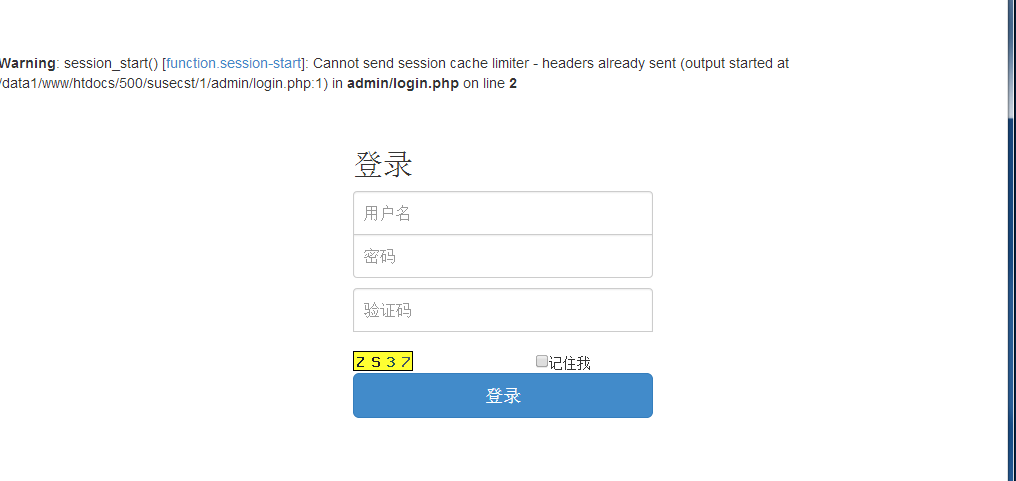 Warning: session_start() [function.session-start]: Cannot send session cache limiter - headers already sent (output started at
/data1/www/htdocs/500/susecst/1/admin/login.php:1) in admin/login.php on line 2
登录
用户名
密码
验证码
ZS37 记住我
登录